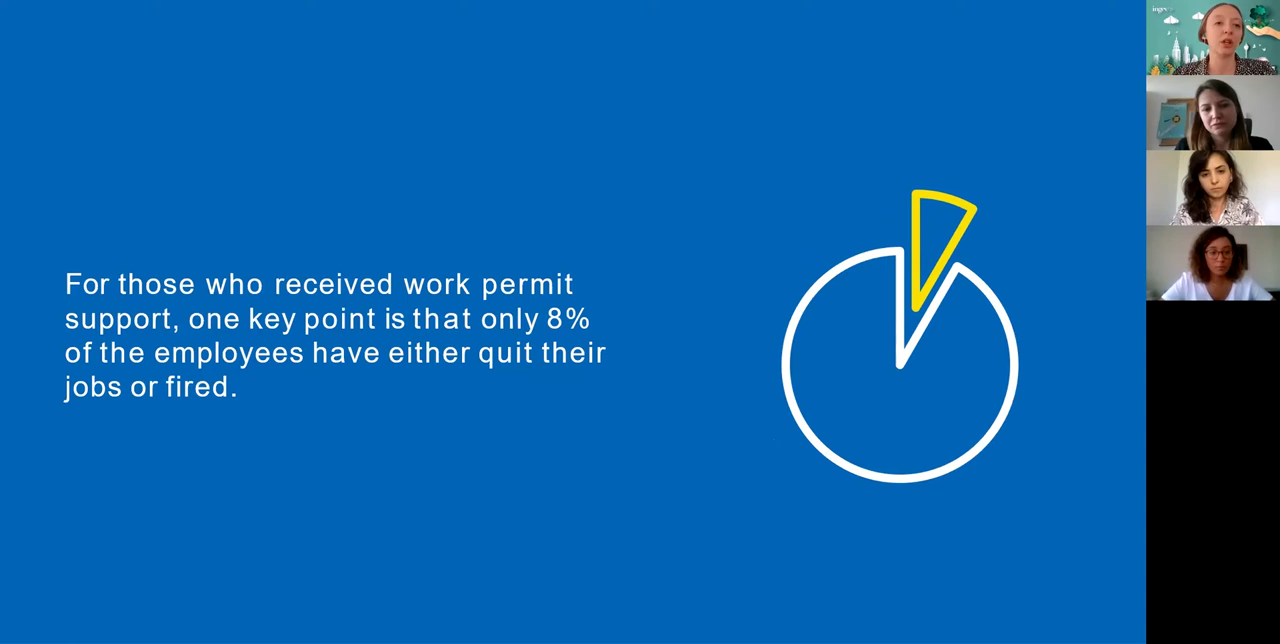 For those who received work permit
support, one key point is that only 8%
of the employees have either quit their
jobs or fired.